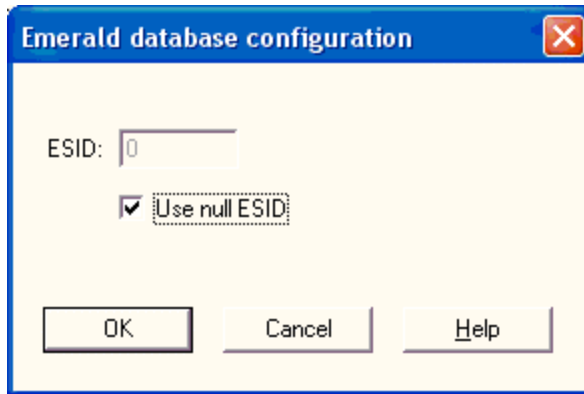 Emerald database configuration
ESID: 0
Use null ESID
OK Cancel Help